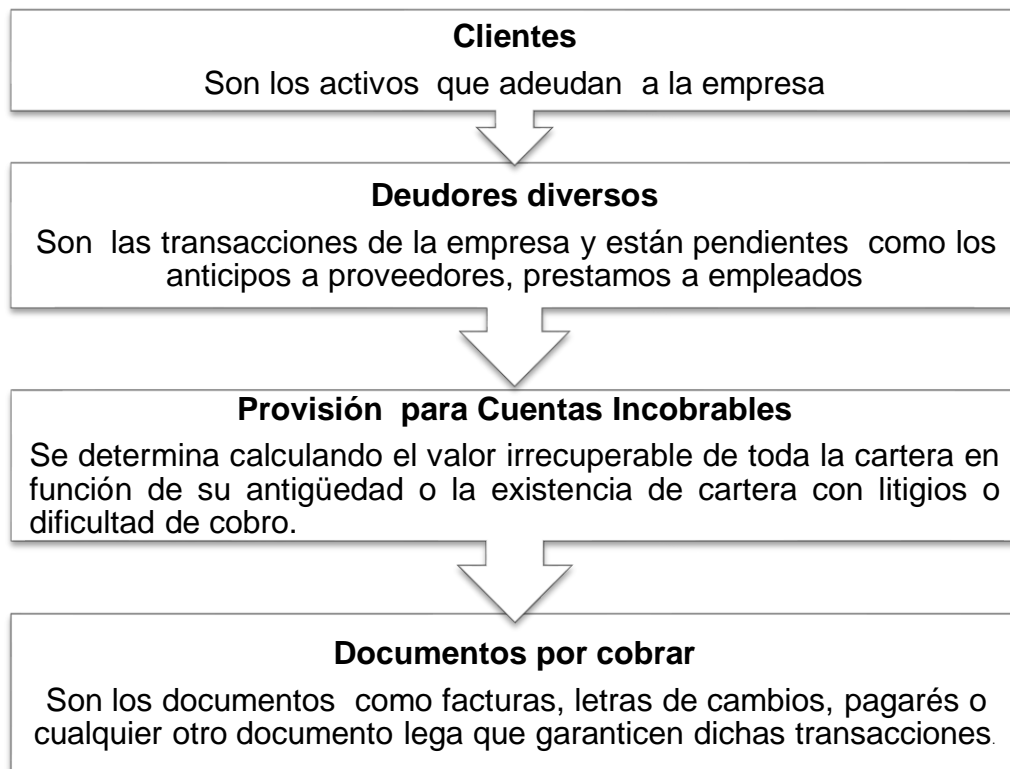 Clientes
Son los activos que adeudan a la empresa
Deudores diversos
Son las transacciones de la empresa y están pendientes como los
anticipos a proveedores, prestamos a empleados
Provisión para Cuentas Incobrables
Se determina calculando el valor irrecuperable de toda la cartera en
función de su antigüedad o la existencia de cartera con litigios o
dificultad de cobro.
Documentos por cobrar
Son los documentos como facturas, letras de cambios, pagarés o
cualquier otro documento lega que garanticen dichas transacciones.